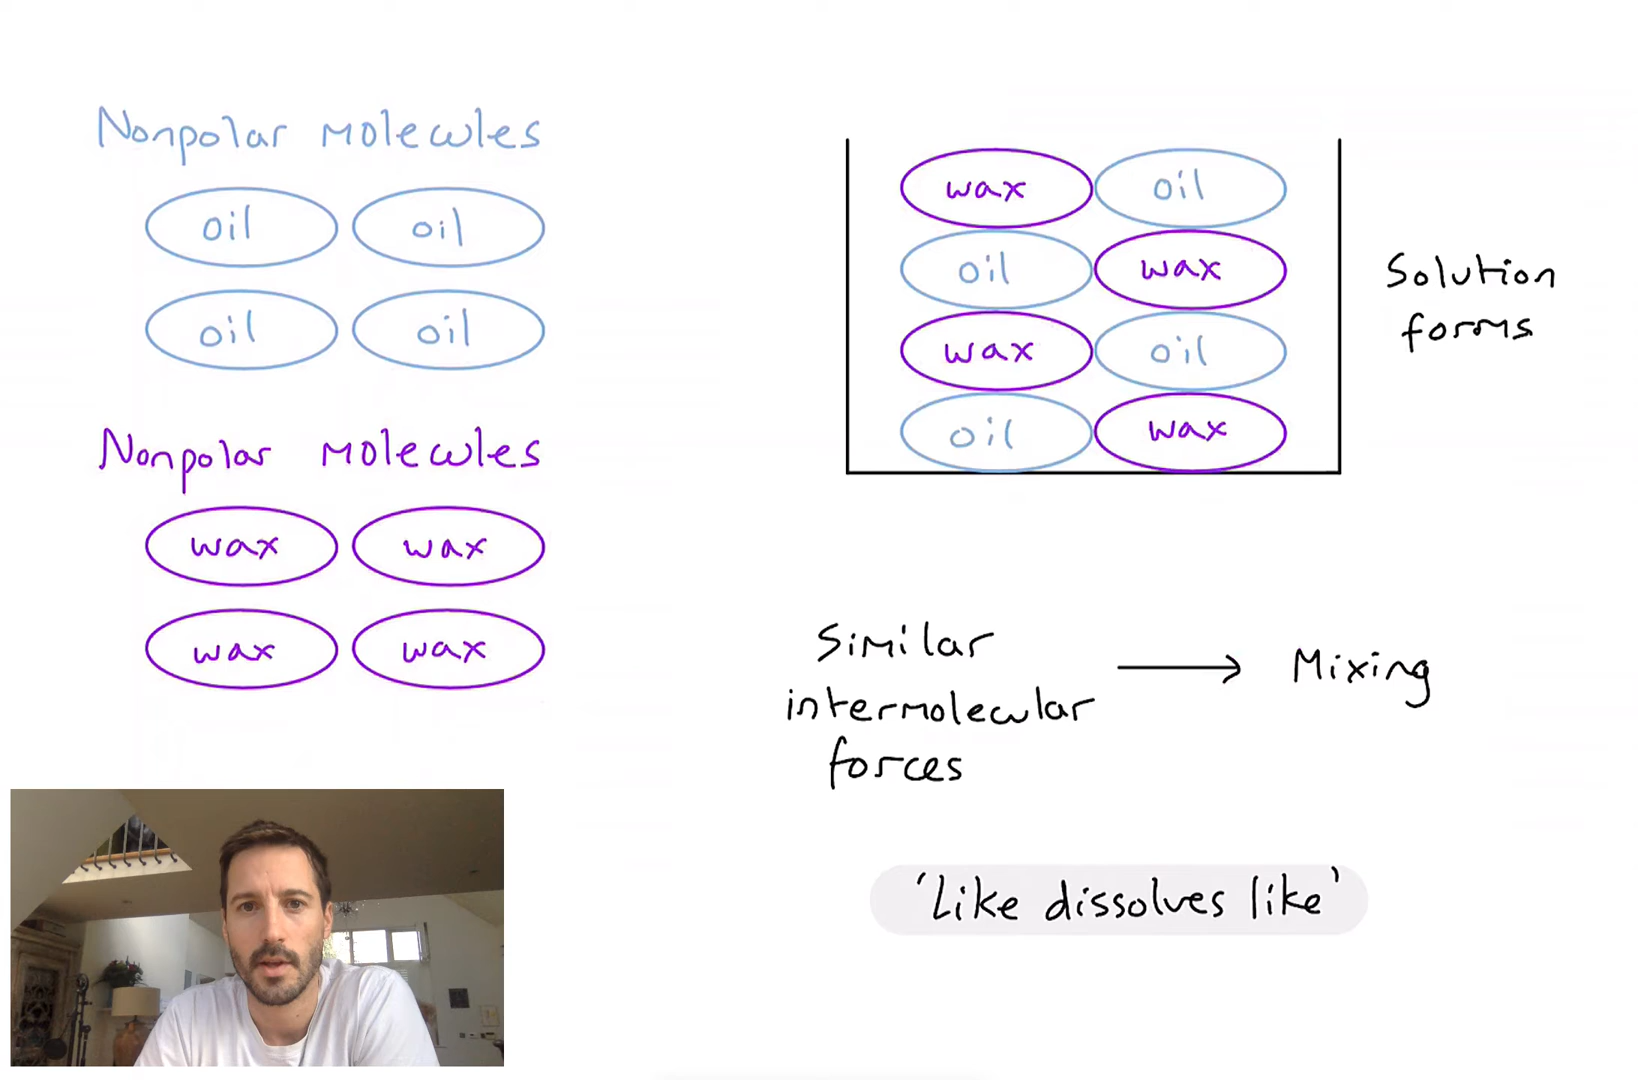 Nonpolar molecules
oil oil
oil oil
Nonpolar molecules
wax wax
wax wax
wax oil
oil wax
wax oil
oil wax
Solution
forms
Similar
intermolecular
forces
→ Mixing
'Like dissolves like'